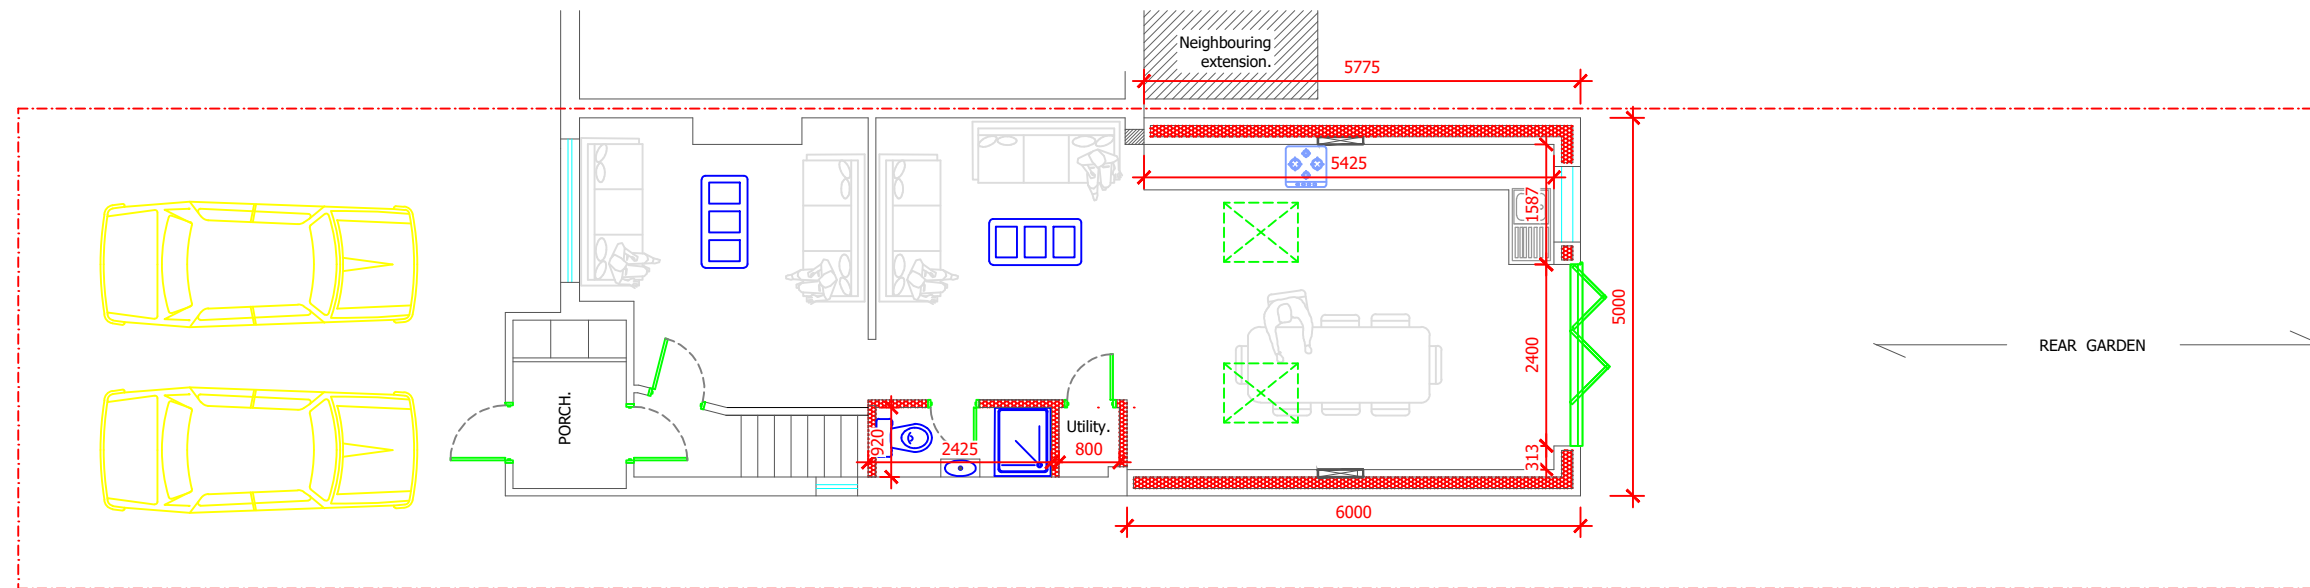 Neighbouring
extension.
5775
5425
1587
5000
2400
REAR GARDEN
PORCH.
Utility.
920
2425
800
313
6000